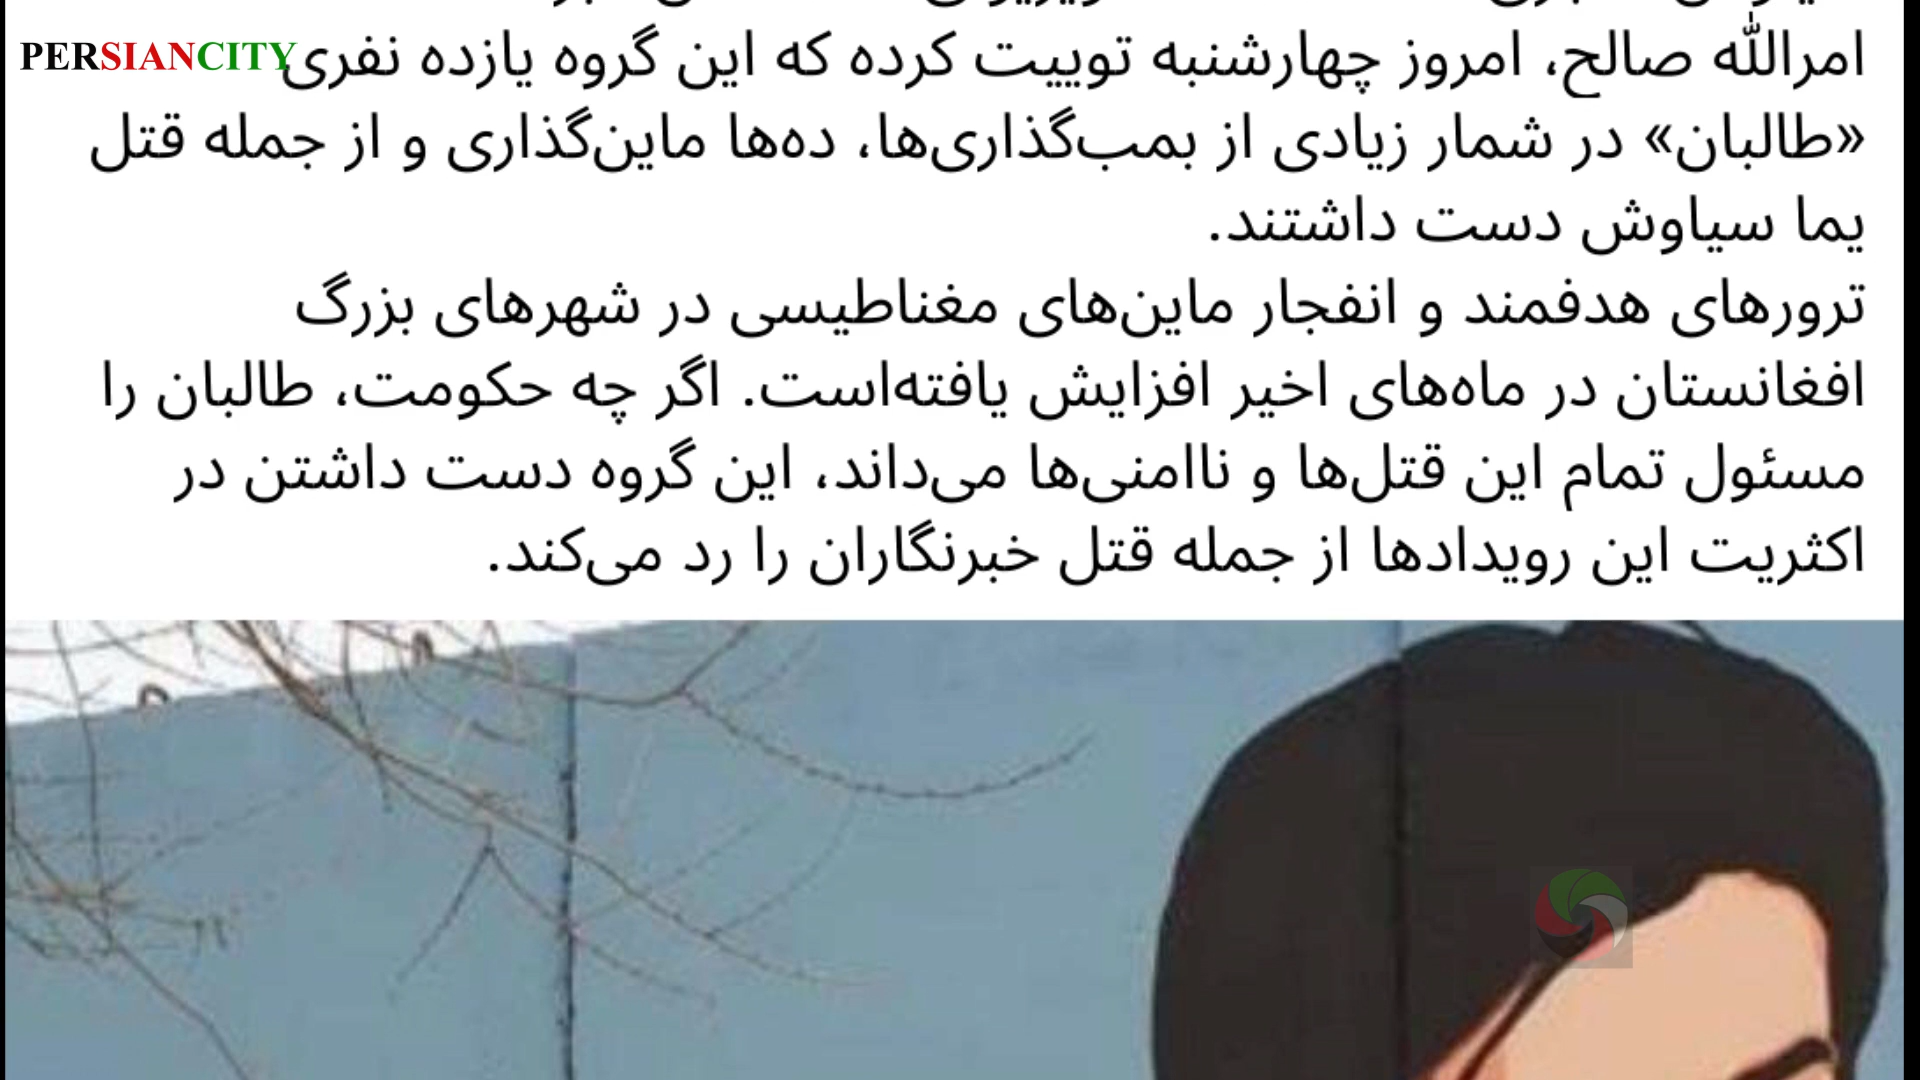 PERSIANCITY
امرالله صالح، امروز چهارشنبه توییت کرده که این گروه یازده نفری
«طالبان» در شمار زیادی از بمب‌گذاری‌ها، ده‌ها ماین‌گذاری و از جمله قتل
یما سیاوش دست داشتند.
ترورهای هدفمند و انفجار ماین‌های مغناطیسی در شهرهای بزرگ
افغانستان در ماه‌های اخیر افزایش یافته‌است. اگر چه حکومت، طالبان را
مسئول تمام این قتل‌ها و ناامنی‌ها می‌داند، این گروه دست داشتن در
اکثریت این رویدادها از جمله قتل خبرنگاران را رد می‌کند.